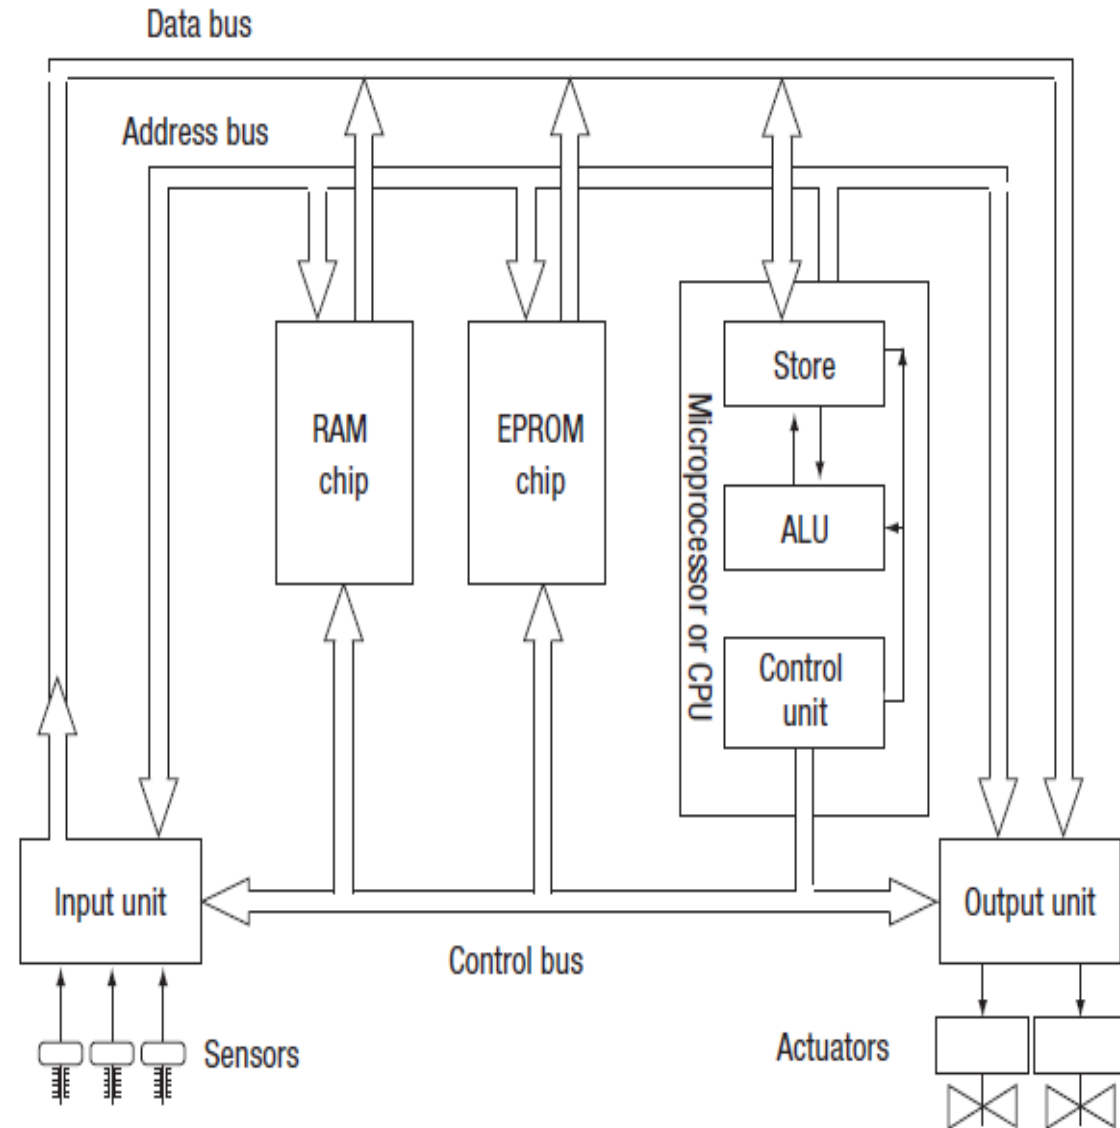 Data bus
Address bus
RAM
chip
EPROM
chip
Microprocessor or CPU
Store
ALU
Control
unit
Input unit
Output unit
Control bus
Sensors
Actuators